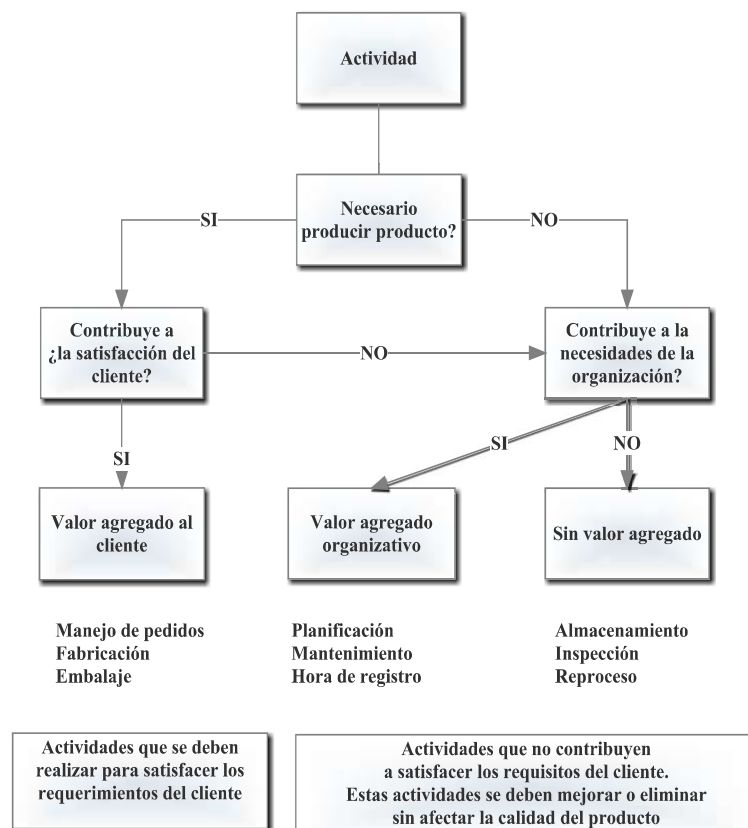 Actividad
Necesario
producir producto?
SI
NO
Contribuye a
¿la satisfacción del
cliente?
NO
Contribuye a la
necesidades de la
organización?
SI
SI
NO
Valor agregado al
cliente
Valor agregado
organizativo
Sin valor agregado
Manejo de pedidos
Fabricación
Embalaje
Planificación
Mantenimiento
Hora de registro
Almacenamiento
Inspección
Reproceso
Actividades que se deben
realizar para satisfacer los
requerimientos del cliente
Actividades que no contribuyen
a satisfacer los requisitos del cliente.
Estas actividades se deben mejorar o eliminar
sin afectar la calidad del producto